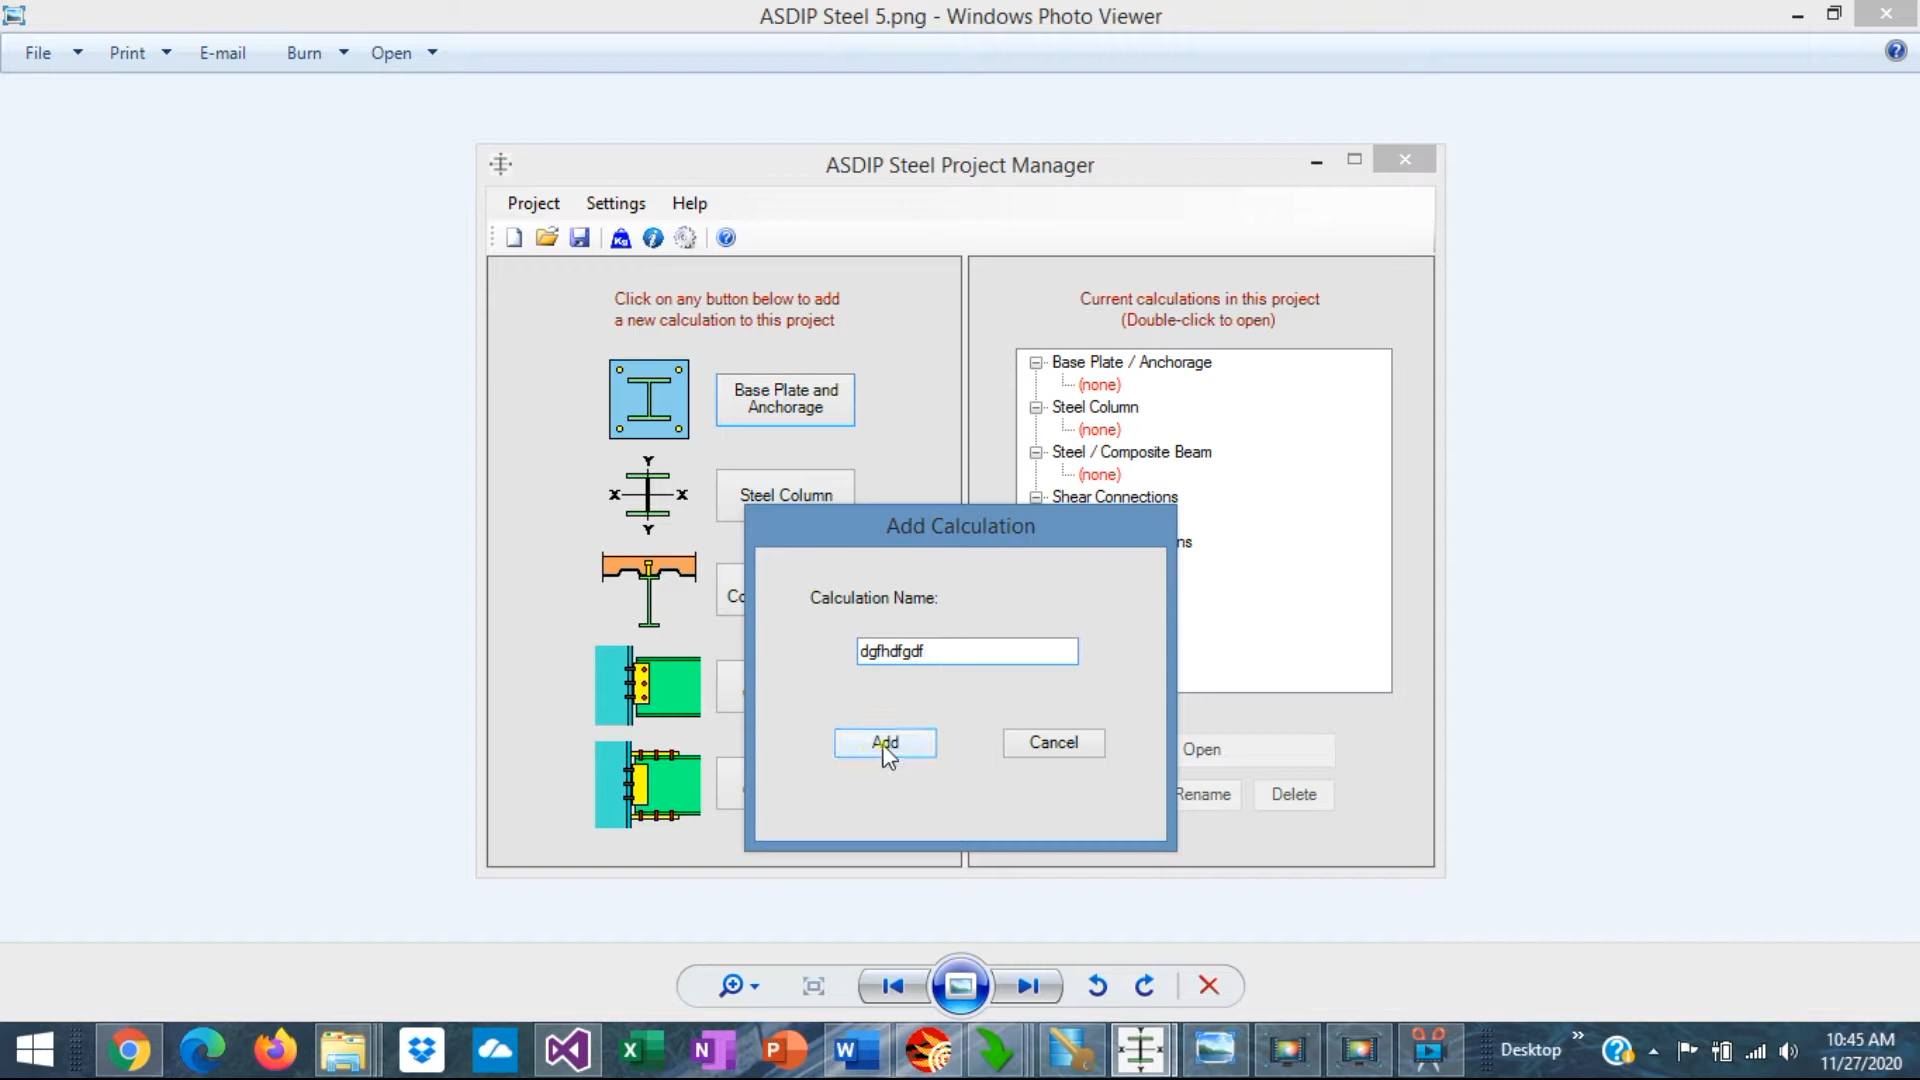 ASDIP Steel 5.png - Windows Photo Viewer
File Print E-mail Burn Open
ASDIP Steel Project Manager
Project Settings Help
Kg
Click on any button below to add
a new calculation to this project
Base Plate and
Anchorage
Y
X X
Y
Steel Column
Co
Current calculations in this project
(Double-click to open)
Base Plate / Anchorage
(none)
Steel Column
(none)
Steel / Composite Beam
(none)
Shear Connections
ns
Open
Rename Delete
Add Calculation
Calculation Name:
dgfhdfgdf
Add Cancel
Desktop
10:45 AM
11/27/2020